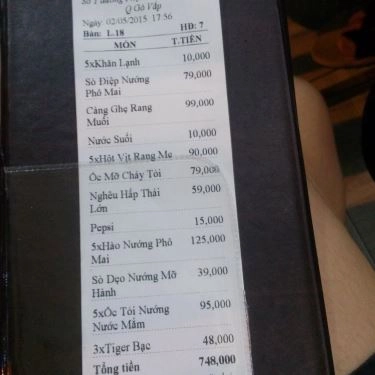 Q Gò Vấp
Ngày 02/05/2015 17:56
Bàn: L.18 HĐ: 7
MÓN T.TIỀN
5xKhăn Lạnh 10,000
Sò Điệp Nướng 79,000
Phô Mai
Càng Ghẹ Rang 99,000
Muối
Nước Suối 10,000
5xHột Vịt Rang Me 90,000
Ốc Mỡ Cháy Tỏi 79,000
Nghêu Hấp Thái 59,000
Lớn
Pepsi 15,000
5xHào Nướng Phô 125,000
Mai
Sò Dẹo Nướng Mỡ 39,000
Hành
5xỐc Tỏi Nướng 95,000
Nước Mắm
3xTiger Bạc 48,000
Tổng tiền 748,000